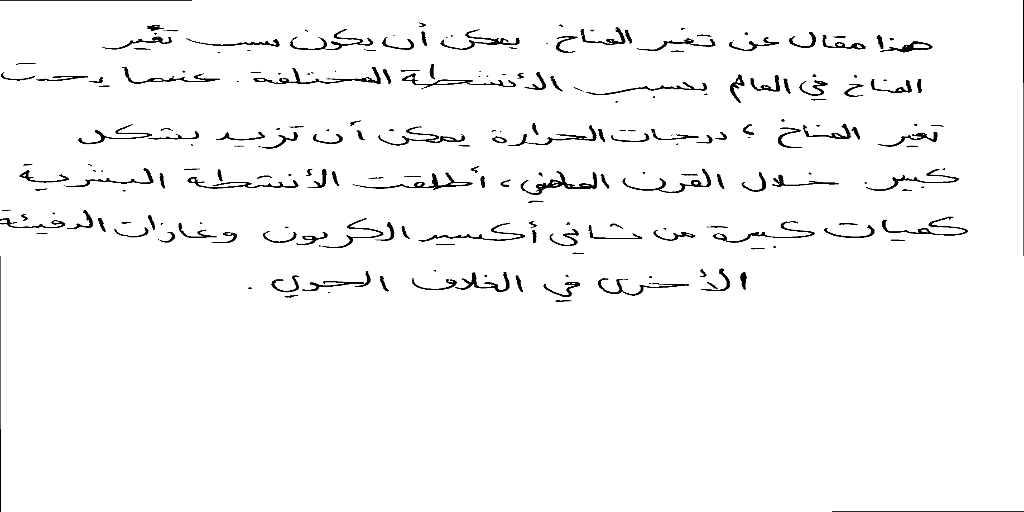 هذا مقال عن تغير المناخ. يمكن أن يكون سبب تغّير
المناخ في العالم بسبب الأنشطة المختلفة. عندما يحدث
تغير المناخ، درجات الحرارة يمكن أن تزيد بشكل
كبير خلال القرن الماضي، أطلقت الأنشطة البشرية
كميات كبيرة من ثاني أكسيد الكربون وغازات الدفيئة
الأخرى في الغلاف الجوي.